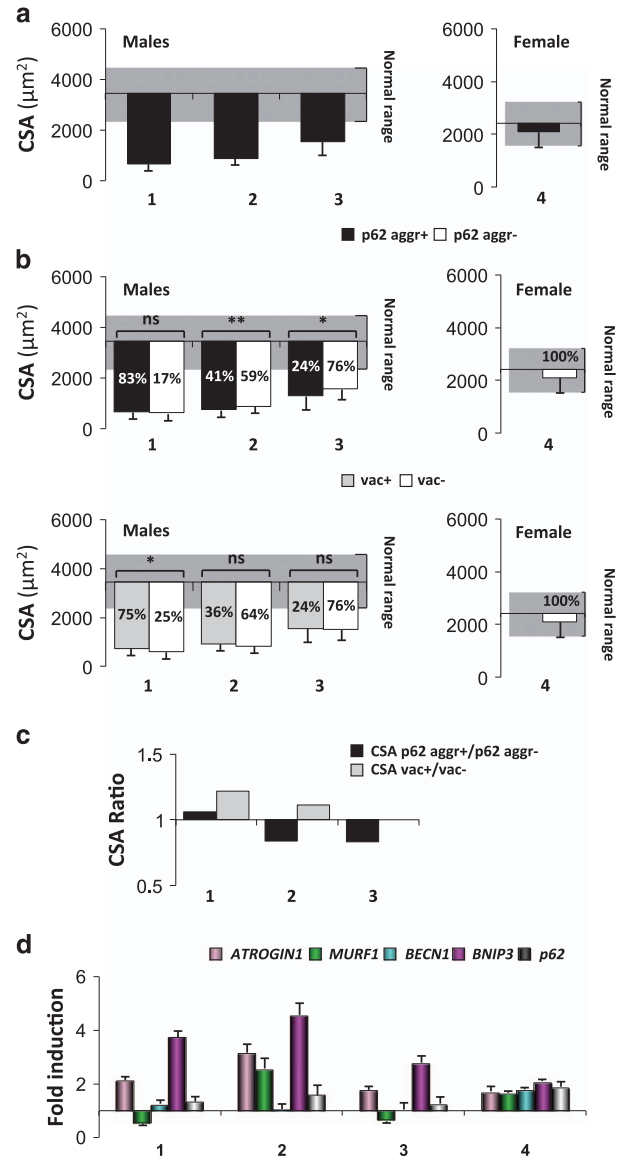 a
Males
Female
CSA (µm²)
6000
4000
2000
0
1
2
3
Normal range
6000
4000
2000
0
4
Normal range
p62 aggr+ p62 aggr-
b
Males
Female
CSA (µm²)
6000
4000
2000
0
ns
**
*
83% 17% 41% 59% 24% 76%
1
2
3
Normal range
6000
4000
2000
0
100%
4
Normal range
vac+ vac-
Males
Female
CSA (µm²)
6000
4000
2000
0
*
ns
ns
75% 25% 36% 64% 24% 76%
1
2
3
Normal range
6000
4000
2000
0
100%
4
Normal range
c
CSA Ratio
1.5
1
0.5
CSA p62 aggr+/p62 aggr-
CSA vac+/vac-
1
2
3
d
ATROGIN1 MURF1 BECN1 BNIP3 p62
Fold induction
6
4
2
0
1
2
3
4